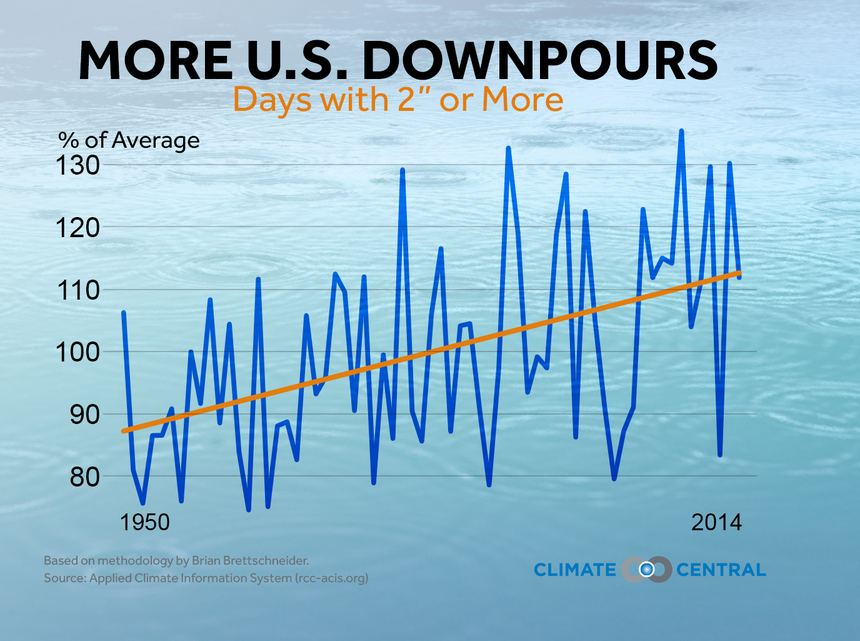 MORE U.S. DOWNPOURS
Days with 2” or More
% of Average
130
120
110
100
90
80
1950 2014
Based on methodology by Brian Brettschneider.
Source: Applied Climate Information System (rcc-acis.org)
CLIMATE CENTRAL